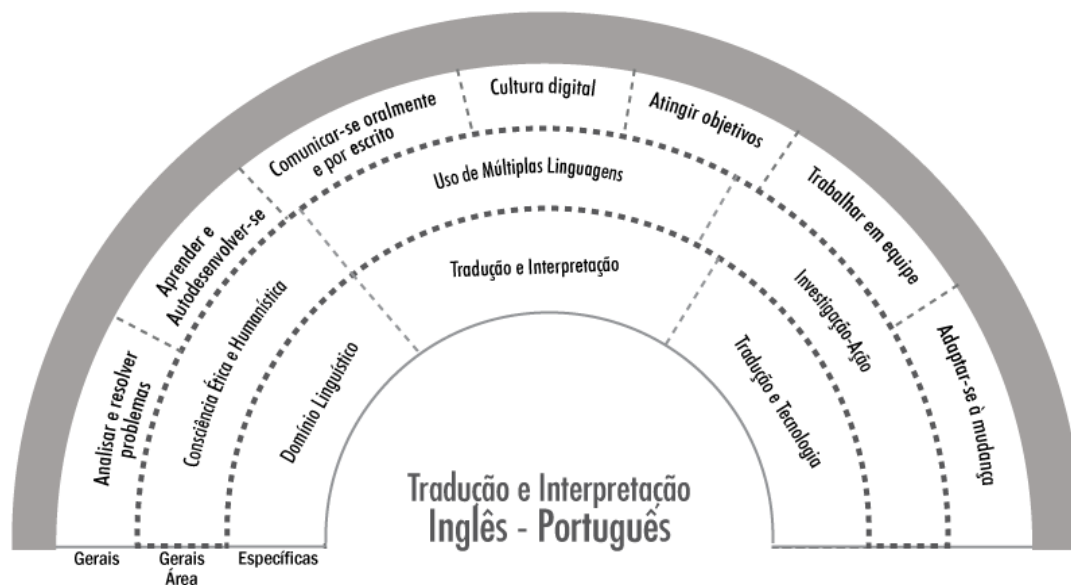 Analisar e resolver
problemas
Aprender e
Autodesenvolver-se
Comunicar-se oralmente
e por escrito
Cultura digital
Atingir objetivos
Trabalhar em equipe
Adaptar-se à mudança
Consciência Ética e Humanística
Uso de Múltiplas Linguagens
Investigação-Ação
Domínio Linguístico
Tradução e Interpretação
Tradução e Tecnologia
Tradução e Interpretação
Inglês - Português
Gerais
Gerais
Área
Específicas